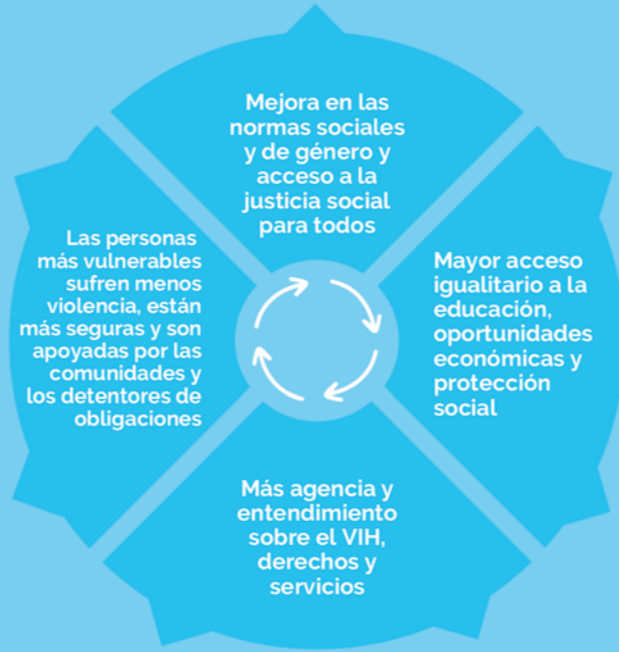 Mejora en las
normas sociales
y de género y
acceso a la
justicia social
para todos
Mayor acceso
igualitario a la
educación,
oportunidades
económicas y
protección
social
Más agencia y
entendimiento
sobre el VIH,
derechos y
servicios
Las personas
más vulnerables
sufren menos
violencia, están
más seguras y son
apoyadas por las
comunidades y
los detentores de
obligaciones